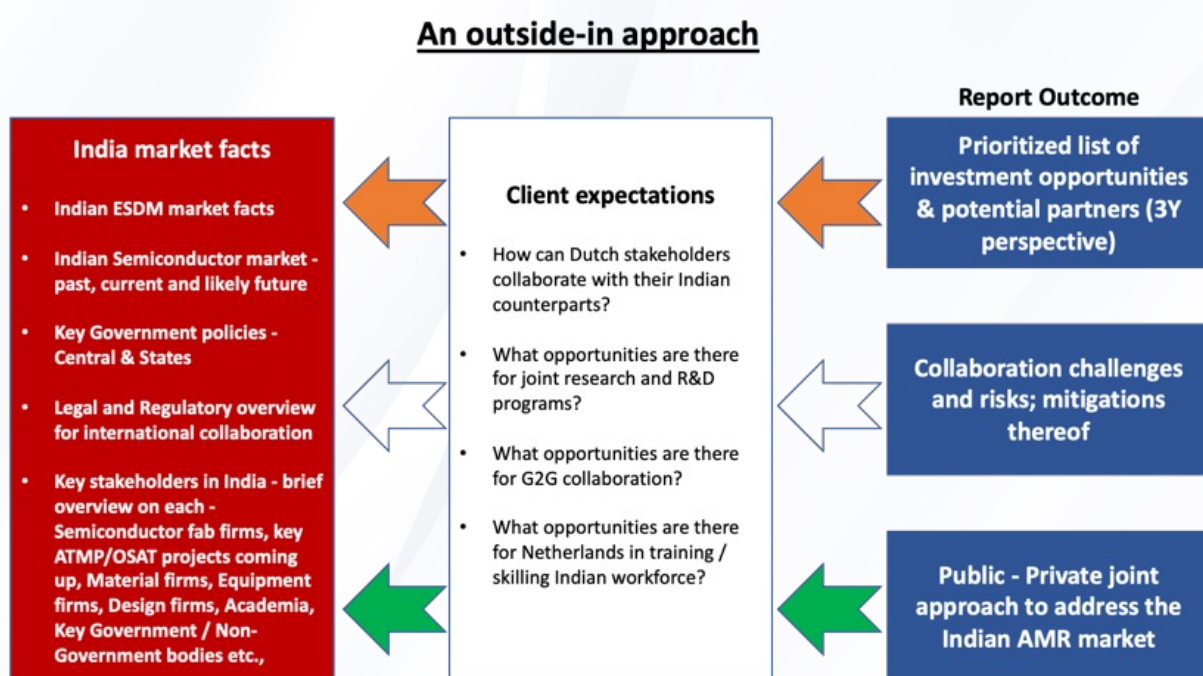 An outside-in approach
India market facts
• Indian ESDM market facts
• Indian Semiconductor market -
past, current and likely future
• Key Government policies -
Central & States
• Legal and Regulatory overview
for international collaboration
• Key stakeholders in India - brief
overview on each -
Semiconductor fab firms, key
ATMP/OSAT projects coming
up, Material firms, Equipment
firms, Design firms, Academia,
Key Government / Non-
Government bodies etc.,
Client expectations
• How can Dutch stakeholders
collaborate with their Indian
counterparts?
• What opportunities are there
for joint research and R&D
programs?
• What opportunities are there
for G2G collaboration?
• What opportunities are there
for Netherlands in training /
skilling Indian workforce?
Report Outcome
Prioritized list of
investment opportunities
& potential partners (3Y
perspective)
Collaboration challenges
and risks; mitigations
thereof
Public - Private joint
approach to address the
Indian AMR market